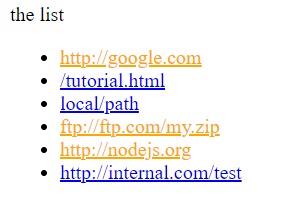 the list
http://google.com
/tutorial.html
local/path
ftp://ftp.com/my.zip
http://nodejs.org
http://internal.com/test